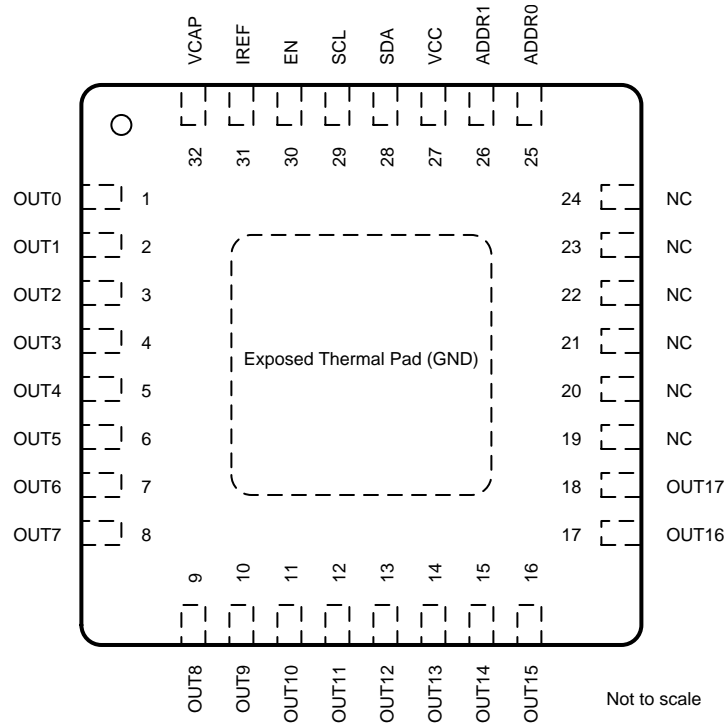 VCAP
IREF
EN
SCL
SDA
VCC
ADDR1
ADDR0
32
31
30
29
28
27
26
25
OUT0 1
24 NC
OUT1 2
23 NC
OUT2 3
22 NC
OUT3 4
21 NC
Exposed Thermal Pad (GND)
OUT4 5
20 NC
OUT5 6
19 NC
OUT6 7
18 OUT17
OUT7 8
17 OUT16
9
10
11
12
13
14
15
16
OUT8
OUT9
OUT10
OUT11
OUT12
OUT13
OUT14
OUT15
Not to scale